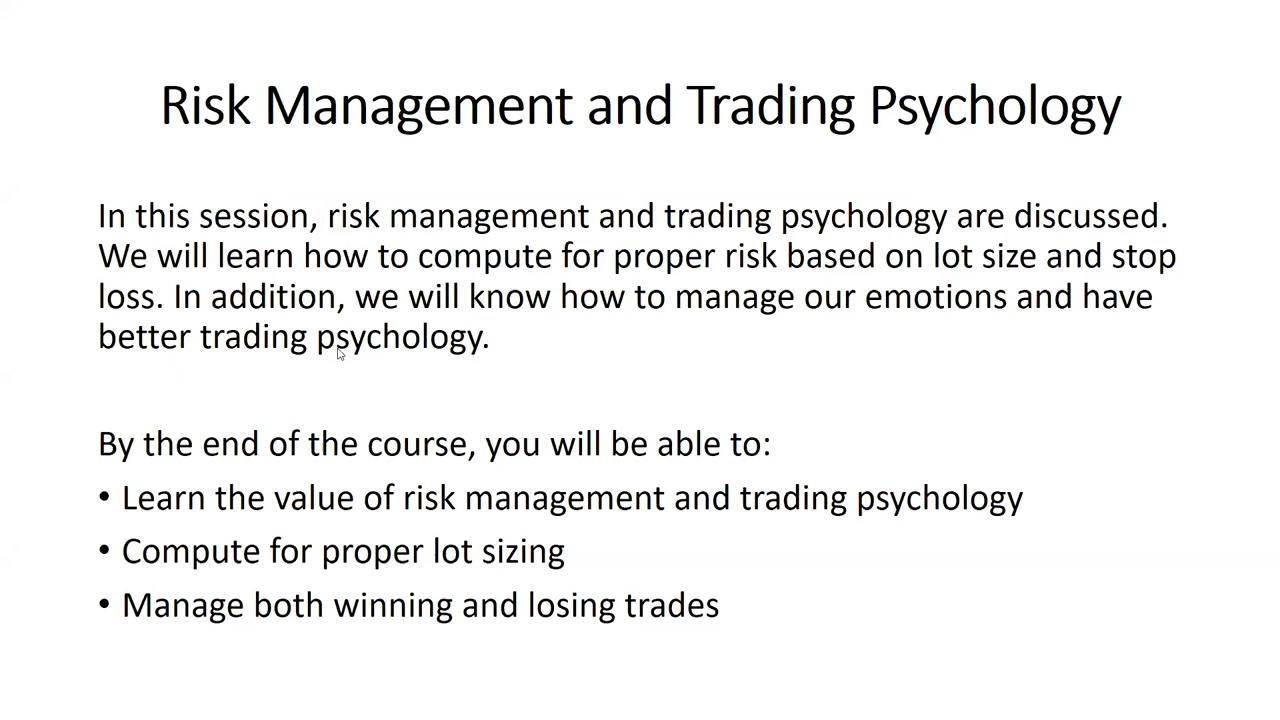 Risk Management and Trading Psychology
In this session, risk management and trading psychology are discussed.
We will learn how to compute for proper risk based on lot size and stop
loss. In addition, we will know how to manage our emotions and have
better trading psychology.
By the end of the course, you will be able to:
• Learn the value of risk management and trading psychology
• Compute for proper lot sizing
• Manage both winning and losing trades